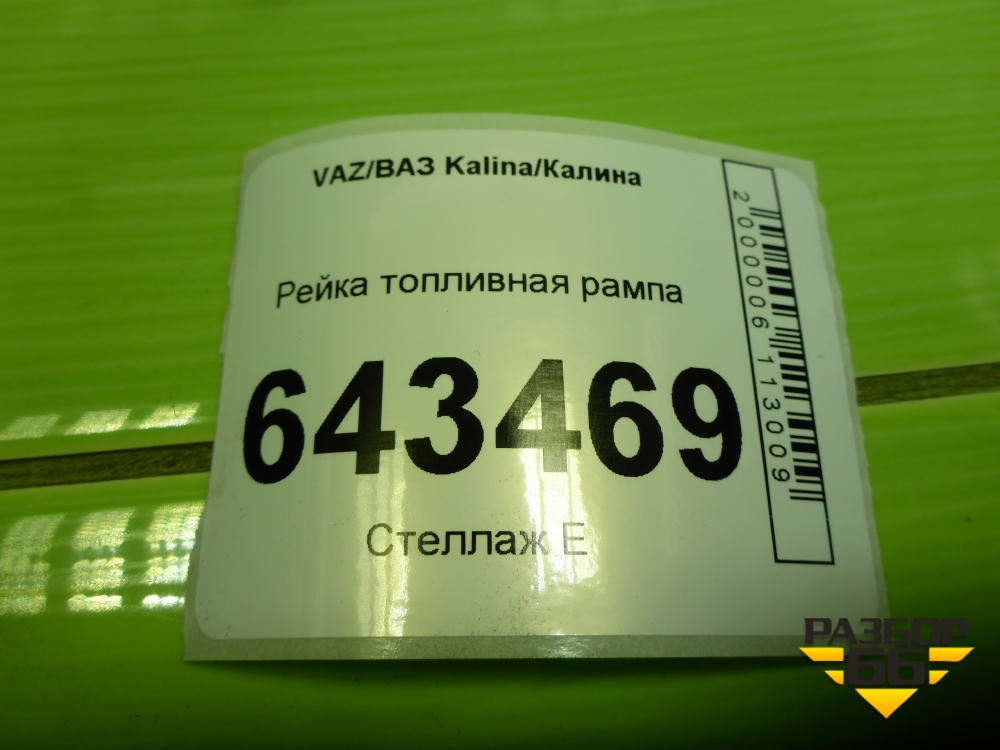 VAZ/ВАЗ Kalina/Калина
Рейка топливная рампа
643469
Стеллаж E
2000006113009
РАЗБОР
66